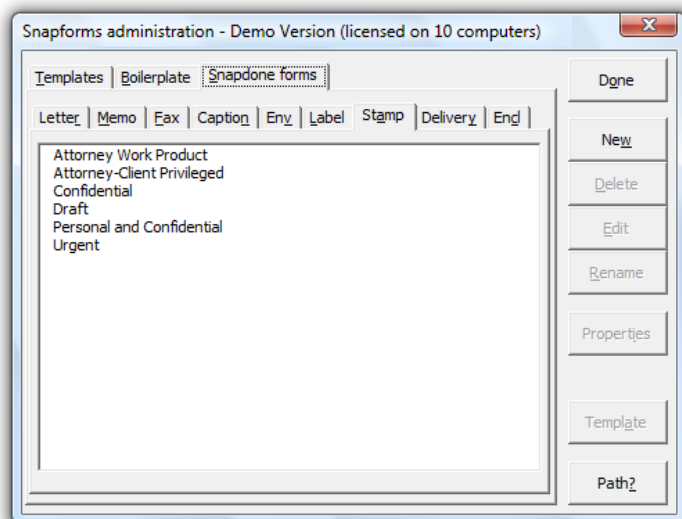 Snapforms administration - Demo Version (licensed on 10 computers)
Templates Boilerplate Snapdone forms
Letter Memo Fax Caption Env Label Stamp Delivery End
Attorney Work Product
Attorney-Client Privileged
Confidential
Draft
Personal and Confidential
Urgent
Done
New
Delete
Edit
Rename
Properties
Template
Path?